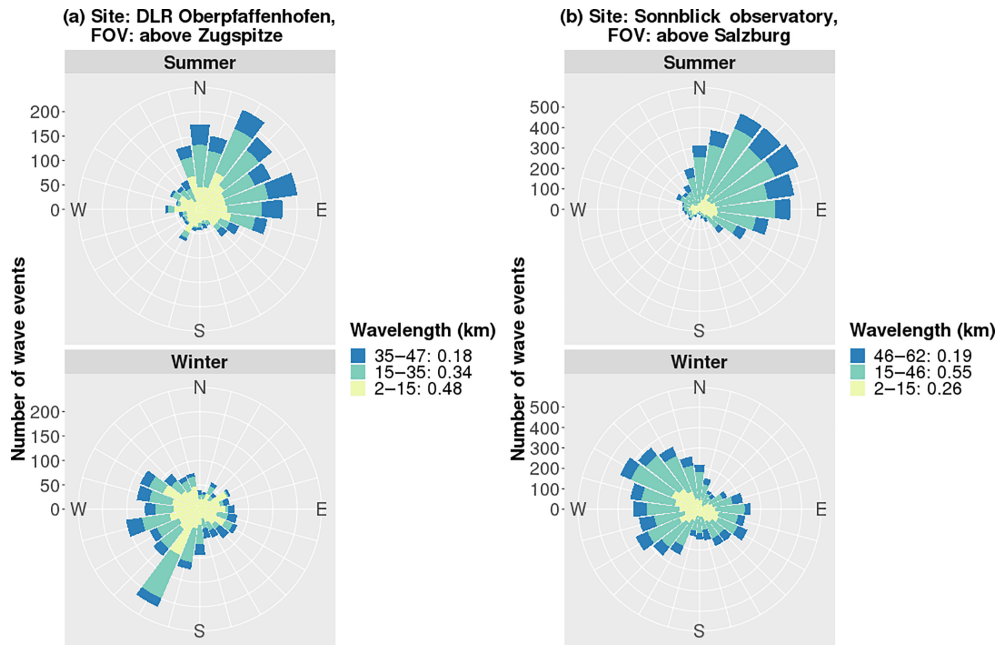 (a) Site: DLR Oberpfaffenhofen,
FOV: above Zugspitze
Summer
N
200
150
100
50
0
W
E
S
Winter
N
200
150
100
50
0
W
E
S
Number of wave events
Wavelength (km)
35–47: 0.18
15–35: 0.34
2–15: 0.48
(b) Site: Sonnblick observatory,
FOV: above Salzburg
Summer
N
500
400
300
200
100
0
W
E
S
Winter
N
500
400
300
200
100
0
W
E
S
Number of wave events
Wavelength (km)
46–62: 0.19
15–46: 0.55
2–15: 0.26